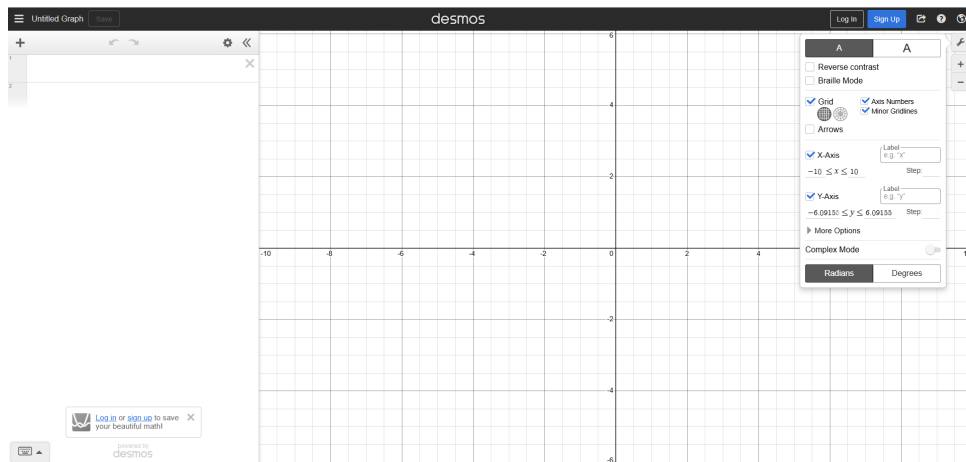 Untitled Graph Save desmos Log In Sign Up
1
2
A A
Reverse contrast
Braille Mode
Grid Axis Numbers
Minor Gridlines
Arrows
X-Axis Label e.g. "x"
−10 ≤ x ≤ 10 Step:
Y-Axis Label e.g. "y"
−6.09155 ≤ y ≤ 6.09155 Step:
More Options
Complex Mode
Radians Degrees
6
4
2
-10 -8 -6 -4 -2 0 2 4 1
-2
-4
-6
Log in or sign up to save
your beautiful math!
powered by
desmos